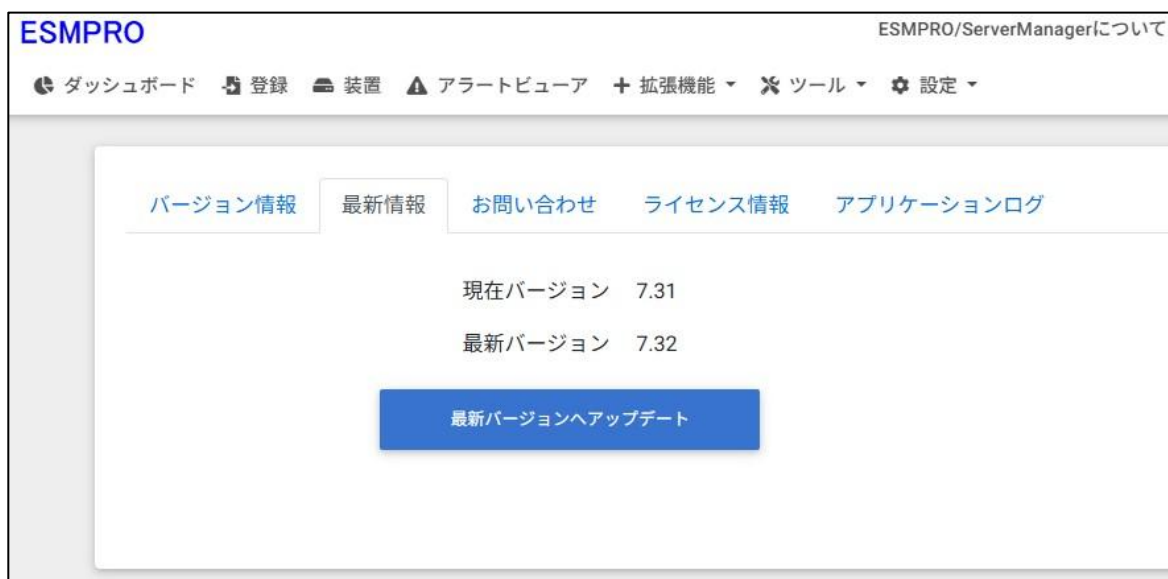 ESMPRO
ESMPRO/ServerManagerについて
ダッシュボード 登録 装置 アラートビューア 拡張機能 ツール 設定
バージョン情報 最新情報 お問い合わせ ライセンス情報 アプリケーションログ
現在バージョン 7.31
最新バージョン 7.32
最新バージョンへアップデート